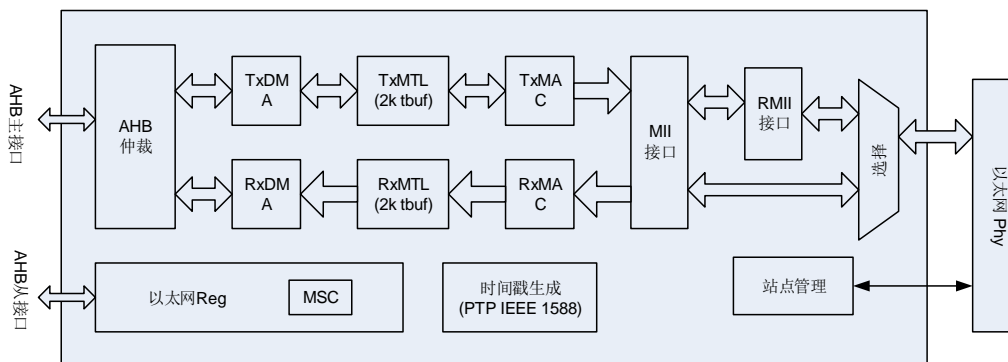 AHB主接口
AHB从接口
AHB
仲裁
TxDM
A
TxMTL
(2k tbuf)
TxMA
C
RxDM
A
RxMTL
(2k tbuf)
RxMA
C
MII
接口
RMII
接口
选择
以太网 Phy
以太网Reg
MSC
时间戳生成
(PTP IEEE 1588)
站点管理